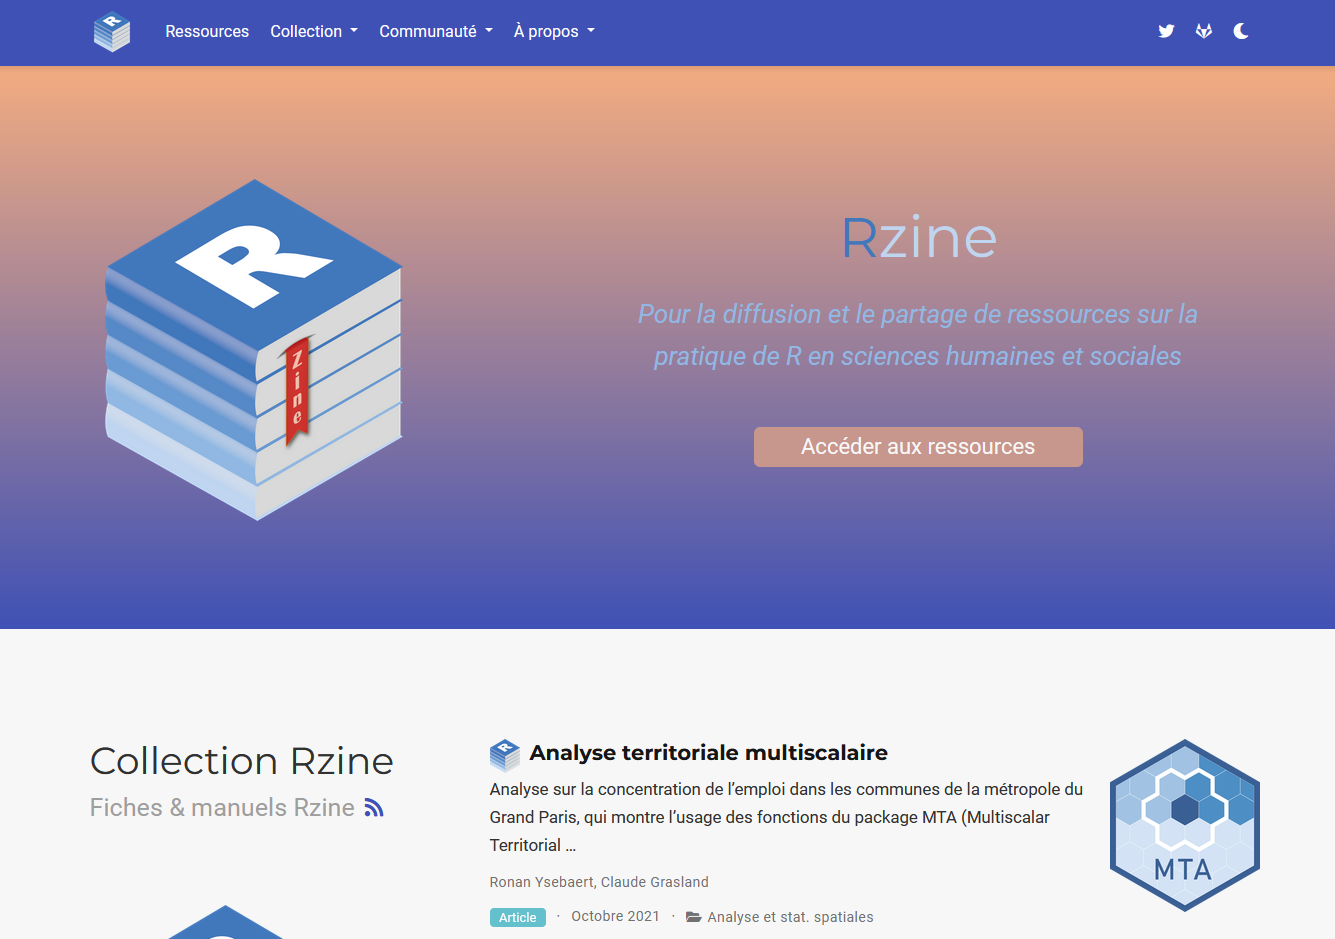 Ressources Collection Communauté À propos
R
Zine
Rzine
Pour la diffusion et le partage de ressources sur la
pratique de R en sciences humaines et sociales
Accéder aux ressources
Collection Rzine
Fiches & manuels Rzine
Analyse territoriale multiscalaire
Analyse sur la concentration de l’emploi dans les communes de la métropole du
Grand Paris, qui montre l’usage des fonctions du package MTA (Multiscalar
Territorial ...
Ronan Ysebaert, Claude Grasland
Article · Octobre 2021 · Analyse et stat. spatiales
MTA